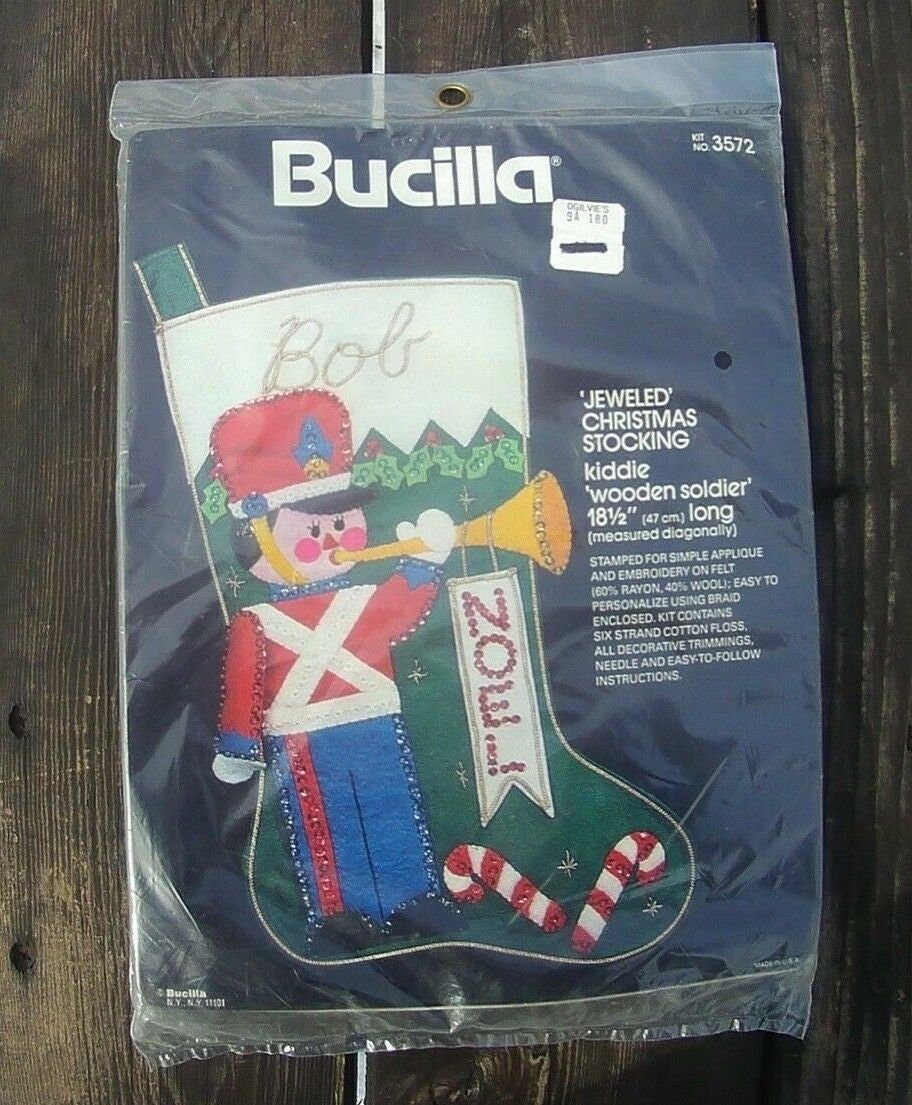 Bucilla®
KIT
NO. 3572
OGILVIE'S
9A 180
Bob
'JEWELED'
CHRISTMAS
STOCKING
kiddie
'wooden soldier'
18½" (47 cm.) long
(measured diagonally)
STAMPED FOR SIMPLE APPLIQUE
AND EMBROIDERY ON FELT
(60% RAYON, 40% WOOL); EASY TO
PERSONALIZE USING BRAID
ENCLOSED. KIT CONTAINS
SIX STRAND COTTON FLOSS,
ALL DECORATIVE TRIMMINGS,
NEEDLE AND EASY-TO-FOLLOW
INSTRUCTIONS.
NOEL
© Bucilla
N.Y., N.Y. 11101
MADE IN U.S.A.